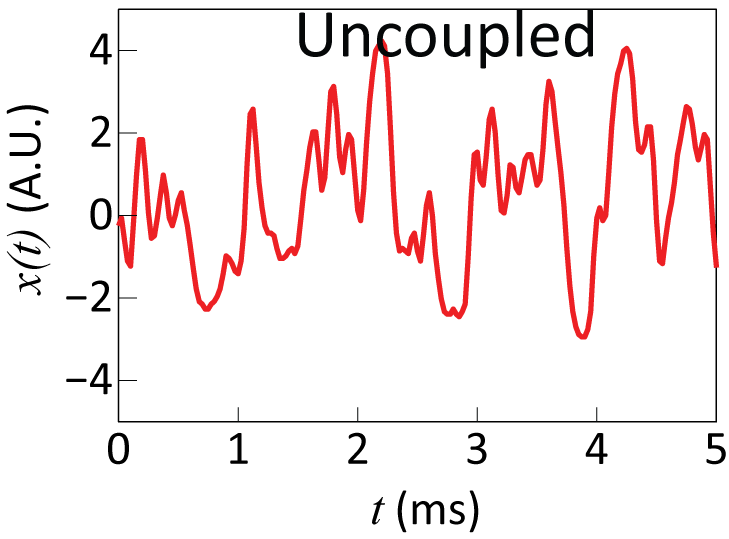 Uncoupled
4
2
0
−2
−4
x(t) (A.U.)
0 1 2 3 4 5
t (ms)